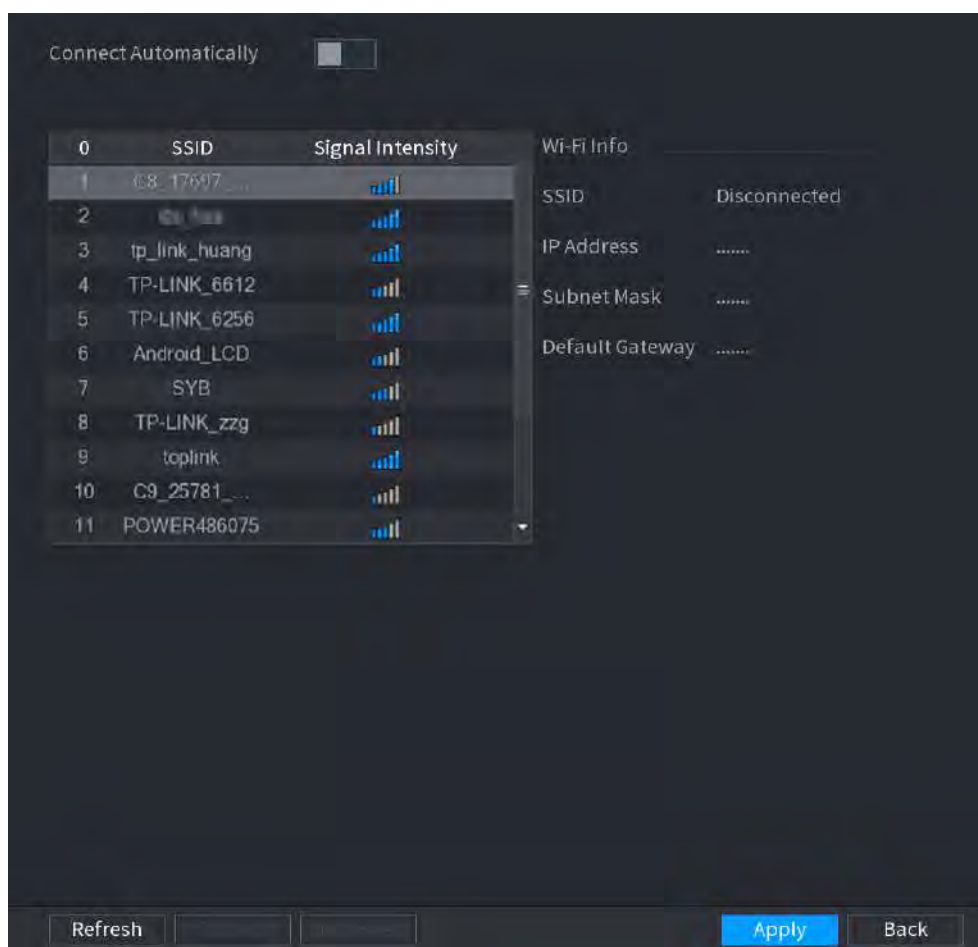 Connect Automatically
0 SSID Signal Intensity
1 C8_17697_...
2
3 tp_link_huang
4 TP-LINK_6612
5 TP-LINK_6256
6 Android_LCD
7 SYB
8 TP-LINK_zzg
9 toplink
10 C9_25781_...
11 POWER486075
Wi-Fi Info
SSID Disconnected
IP Address .......
Subnet Mask .......
Default Gateway .......
Refresh Apply Back